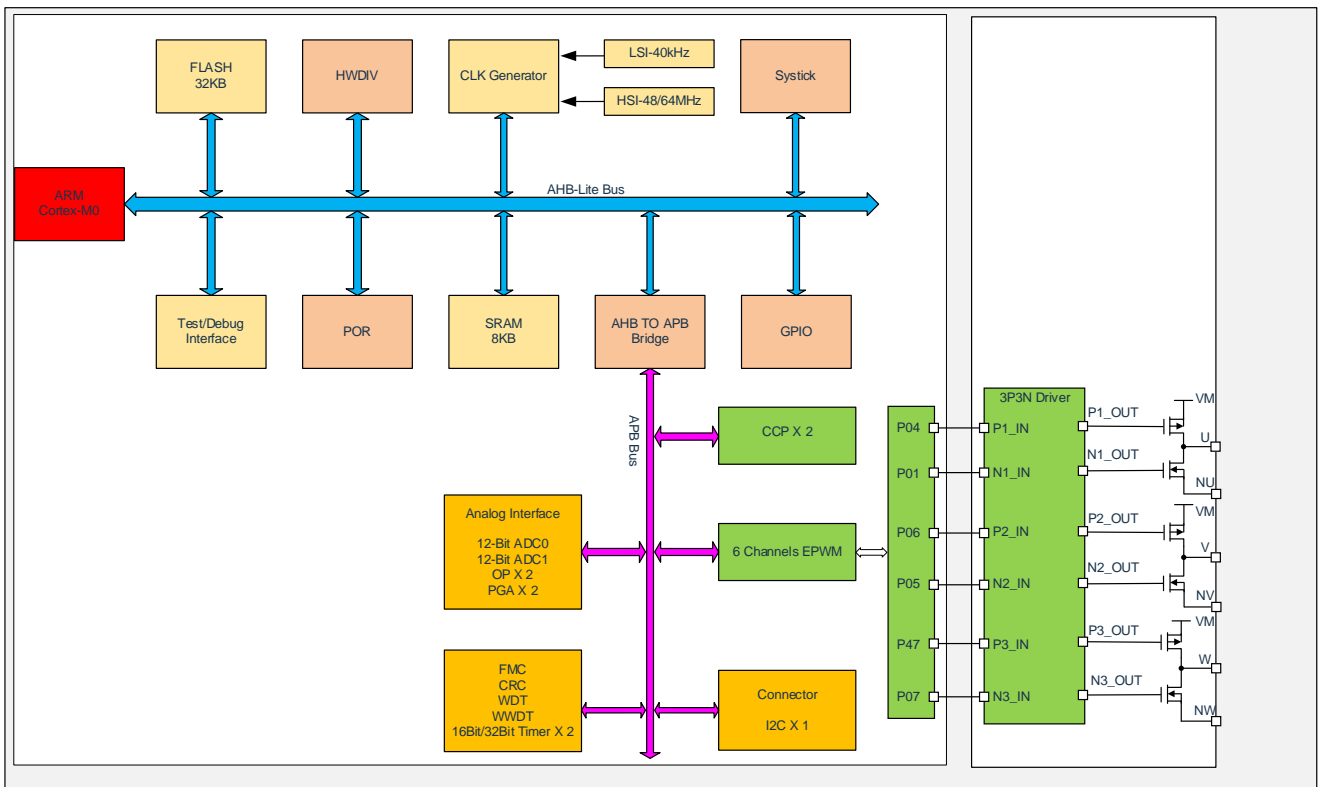 FLASH
32KB
HWDIV
CLK Generator
LSI-40kHz
HSI-48/64MHz
Systick
ARM
Cortex-M0
AHB-Lite Bus
Test/Debug
Interface
POR
SRAM
8KB
AHB TO APB
Bridge
GPIO
APB Bus
CCP X 2
Analog Interface
12-Bit ADC0
12-Bit ADC1
OP X 2
PGA X 2
6 Channels EPWM
FMC
CRC
WDT
WWDT
16Bit/32Bit Timer X 2
Connector
I2C X 1
P04
P01
P06
P05
P47
P07
3P3N Driver
P1_IN
N1_IN
P2_IN
N2_IN
P3_IN
N3_IN
P1_OUT
N1_OUT
P2_OUT
N2_OUT
P3_OUT
N3_OUT
VM
U
NU
VM
V
NV
VM
W
NW